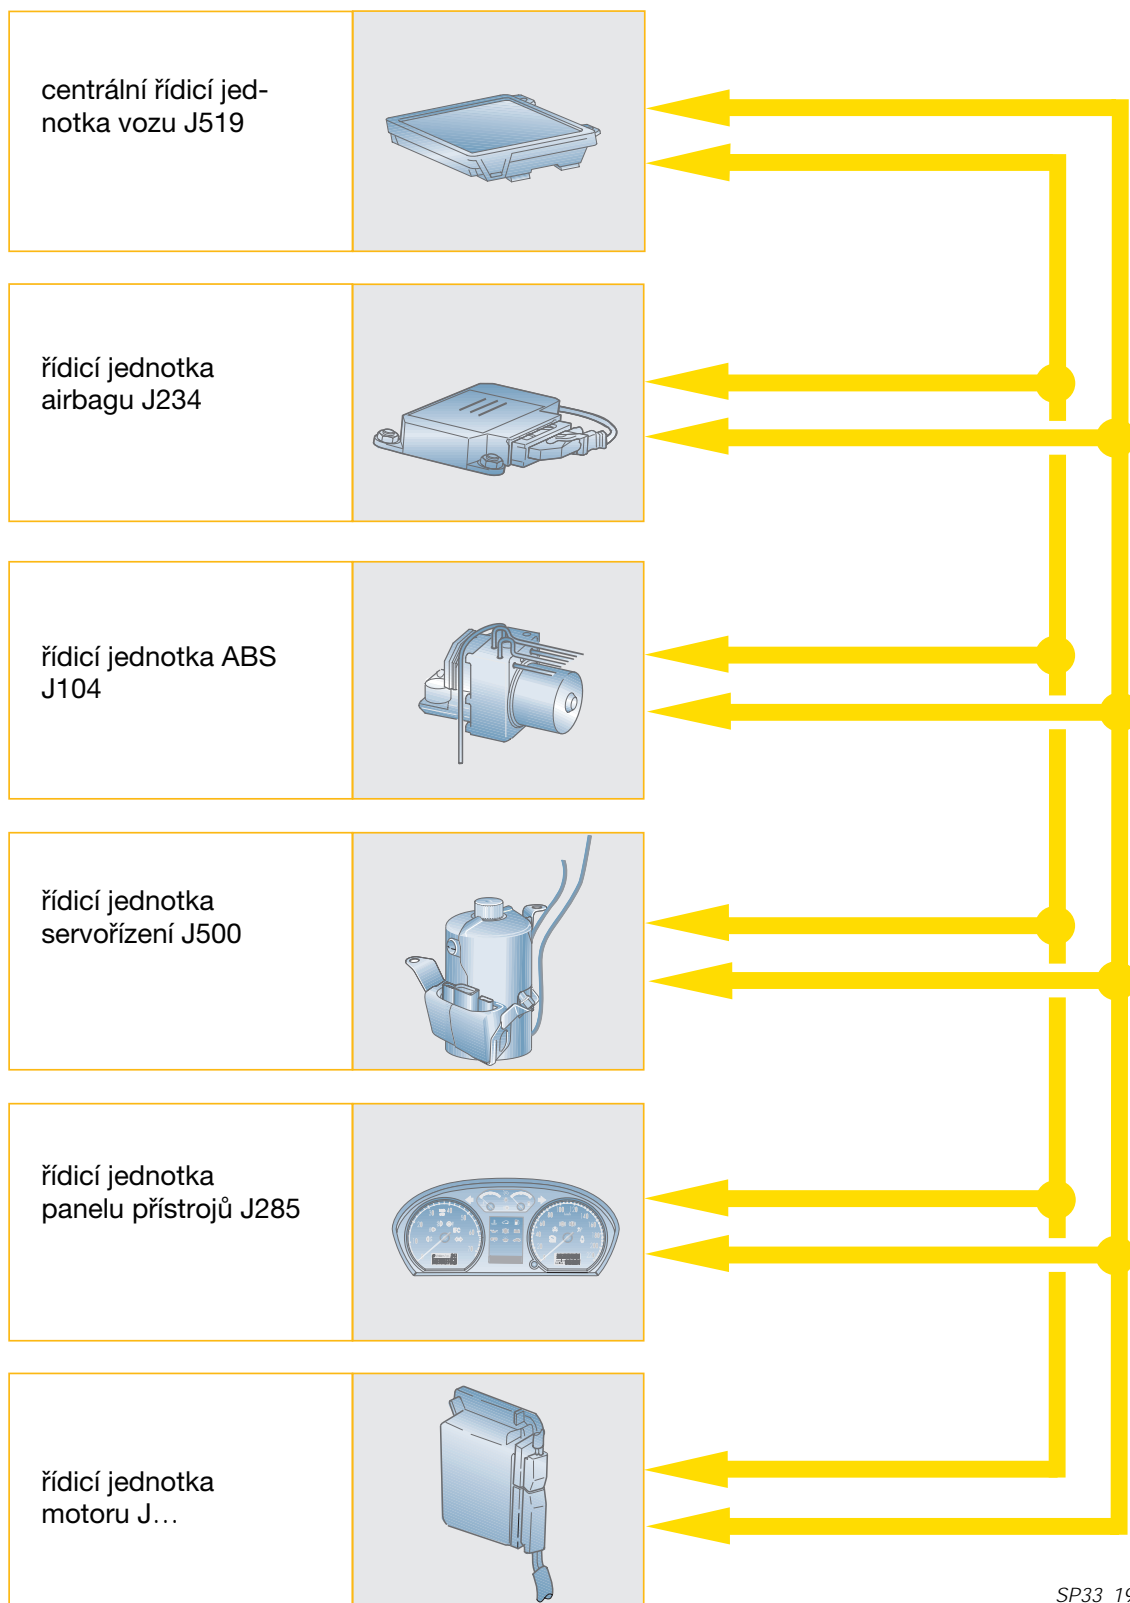 centrální řídicí jed-
notka vozu J519
řídicí jednotka
airbagu J234
řídicí jednotka ABS
J104
řídicí jednotka
servořízení J500
řídicí jednotka
panelu přístrojů J285
řídicí jednotka
motoru J...
SP33_19